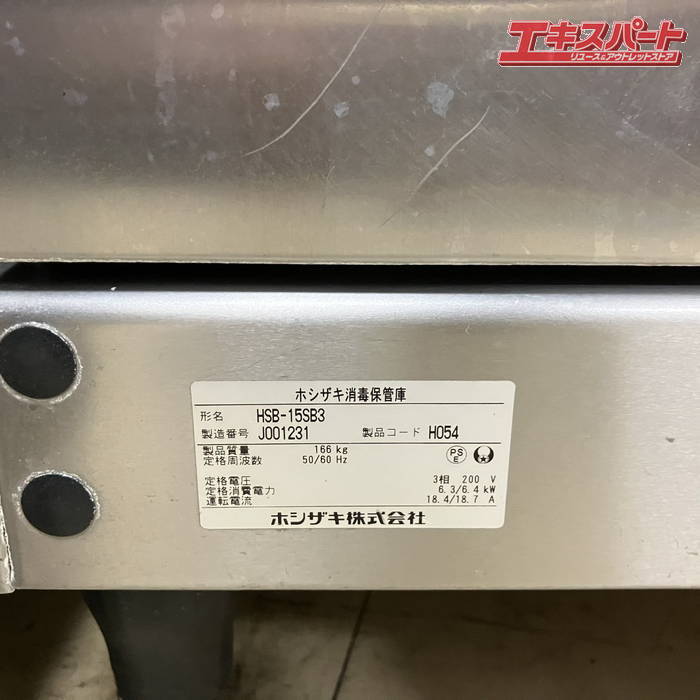 エキスパート
リユース&アウトレットストア
ホシザキ消毒保管庫
形名 HSB-15SB3
製造番号 J001231 製品コード H054
製品質量 166 kg
定格周波数 50/60 Hz
PS
E
定格電圧 3相 200 V
定格消費電力 6.3/6.4 kW
運転電流 18.4/18.7 A
ホシザキ株式会社